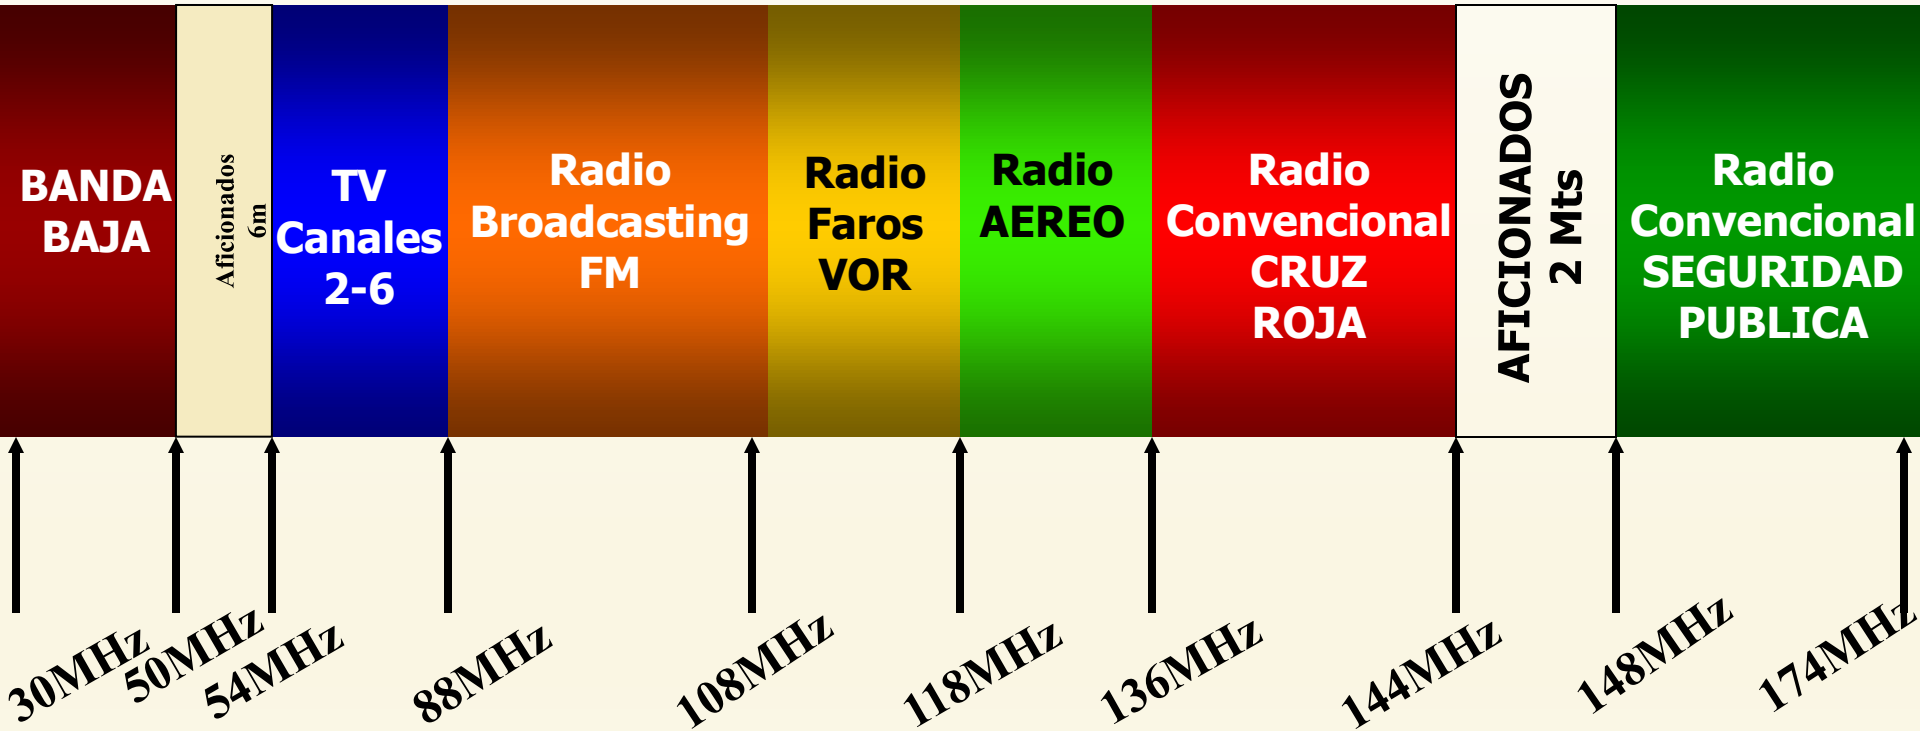 BANDA
BAJA
Aficionados
6m
TV
Canales
2-6
Radio
Broadcasting
FM
Radio
Faros
VOR
Radio
AEREO
Radio
Convencional
CRUZ
ROJA
AFICIONADOS
2 Mts
Radio
Convencional
SEGURIDAD
PUBLICA
30MHz
50MHz
54MHz
88MHz
108MHz
118MHz
136MHz
144MHz
148MHz
174MHz